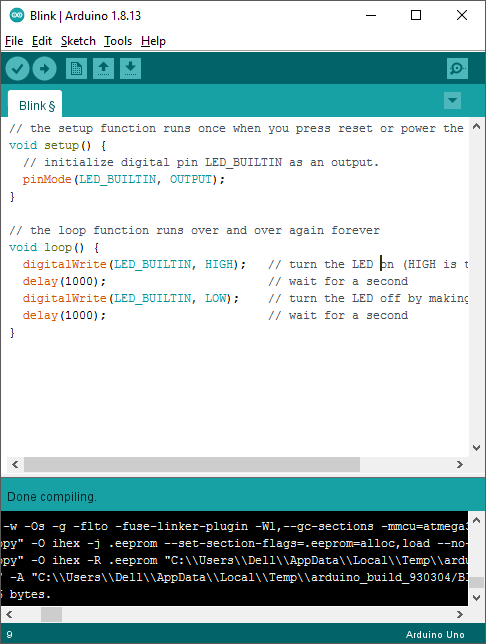 Blink | Arduino 1.8.13
File Edit Sketch Tools Help
Blink §
// the setup function runs once when you press reset or power the
void setup() {
  // initialize digital pin LED_BUILTIN as an output.
  pinMode(LED_BUILTIN, OUTPUT);
}
// the loop function runs over and over again forever
void loop() {
  digitalWrite(LED_BUILTIN, HIGH);   // turn the LED on (HIGH is t
  delay(1000);                       // wait for a second
  digitalWrite(LED_BUILTIN, LOW);    // turn the LED off by making
  delay(1000);                       // wait for a second
}
Done compiling.
-w -Os -g -flto -fuse-linker-plugin -Wl,--gc-sections -mmcu=atmega3
opy" -O ihex -j .eeprom --set-section-flags=.eeprom=alloc,load --no-
opy" -O ihex -R .eeprom "C:\\Users\\Dell\\AppData\\Local\\Temp\\ardu
" -A "C:\\Users\\Dell\\AppData\\Local\\Temp\\arduino_build_930304/Bl
bytes.
9 Arduino Uno